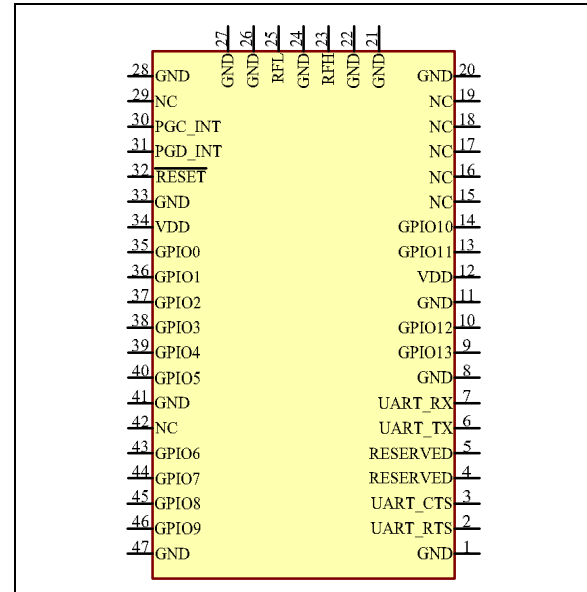 27 26 25 24 23 22 21
GND GND RFL GND RFH GND GND
28 GND GND 20
29 NC NC 19
30 PGC_INT NC 18
31 PGD_INT NC 17
32 RESET NC 16
33 GND NC 15
34 VDD GPIO10 14
35 GPIO0 GPIO11 13
36 GPIO1 VDD 12
37 GPIO2 GND 11
38 GPIO3 GPIO12 10
39 GPIO4 GPIO13 9
40 GPIO5 GND 8
41 GND UART_RX 7
42 NC UART_TX 6
43 GPIO6 RESERVED 5
44 GPIO7 RESERVED 4
45 GPIO8 UART_CTS 3
46 GPIO9 UART_RTS 2
47 GND GND 1